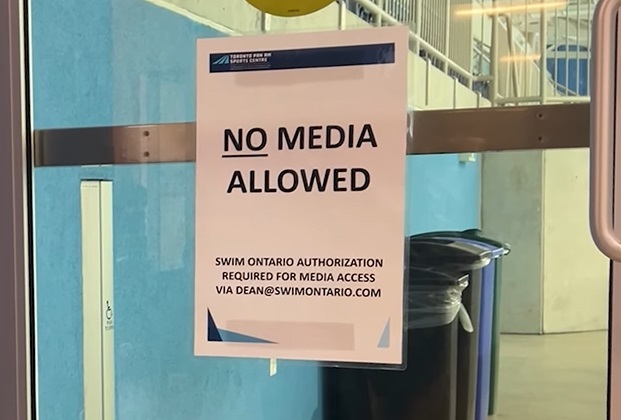 TORONTO PAN AM
SPORTS CENTRE
NO MEDIA
ALLOWED
SWIM ONTARIO AUTHORIZATION
REQUIRED FOR MEDIA ACCESS
VIA DEAN@SWIMONTARIO.COM